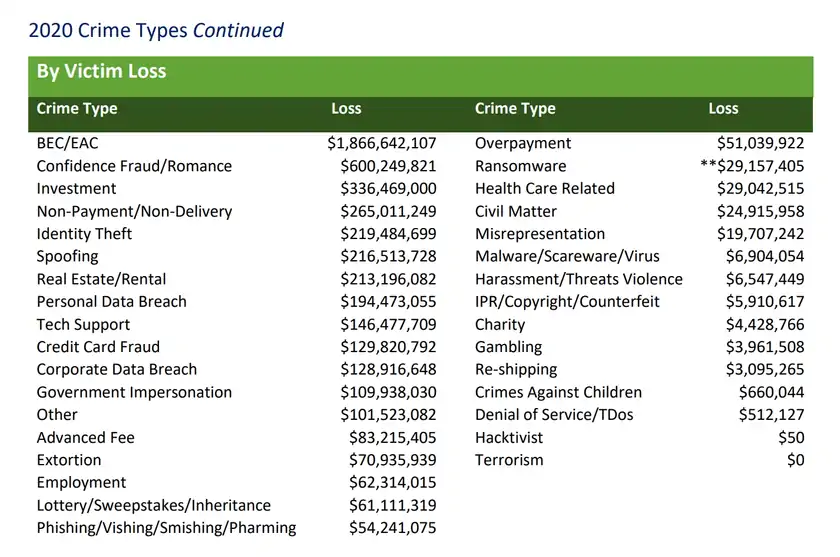 2020 Crime Types Continued
By Victim Loss
Crime Type Loss Crime Type Loss
BEC/EAC $1,866,642,107 Overpayment $51,039,922
Confidence Fraud/Romance $600,249,821 Ransomware **$29,157,405
Investment $336,469,000 Health Care Related $29,042,515
Non-Payment/Non-Delivery $265,011,249 Civil Matter $24,915,958
Identity Theft $219,484,699 Misrepresentation $19,707,242
Spoofing $216,513,728 Malware/Scareware/Virus $6,904,054
Real Estate/Rental $213,196,082 Harassment/Threats Violence $6,547,449
Personal Data Breach $194,473,055 IPR/Copyright/Counterfeit $5,910,617
Tech Support $146,477,709 Charity $4,428,766
Credit Card Fraud $129,820,792 Gambling $3,961,508
Corporate Data Breach $128,916,648 Re-shipping $3,095,265
Government Impersonation $109,938,030 Crimes Against Children $660,044
Other $101,523,082 Denial of Service/TDos $512,127
Advanced Fee $83,215,405 Hacktivist $50
Extortion $70,935,939 Terrorism $0
Employment $62,314,015
Lottery/Sweepstakes/Inheritance $61,111,319
Phishing/Vishing/Smishing/Pharming $54,241,075